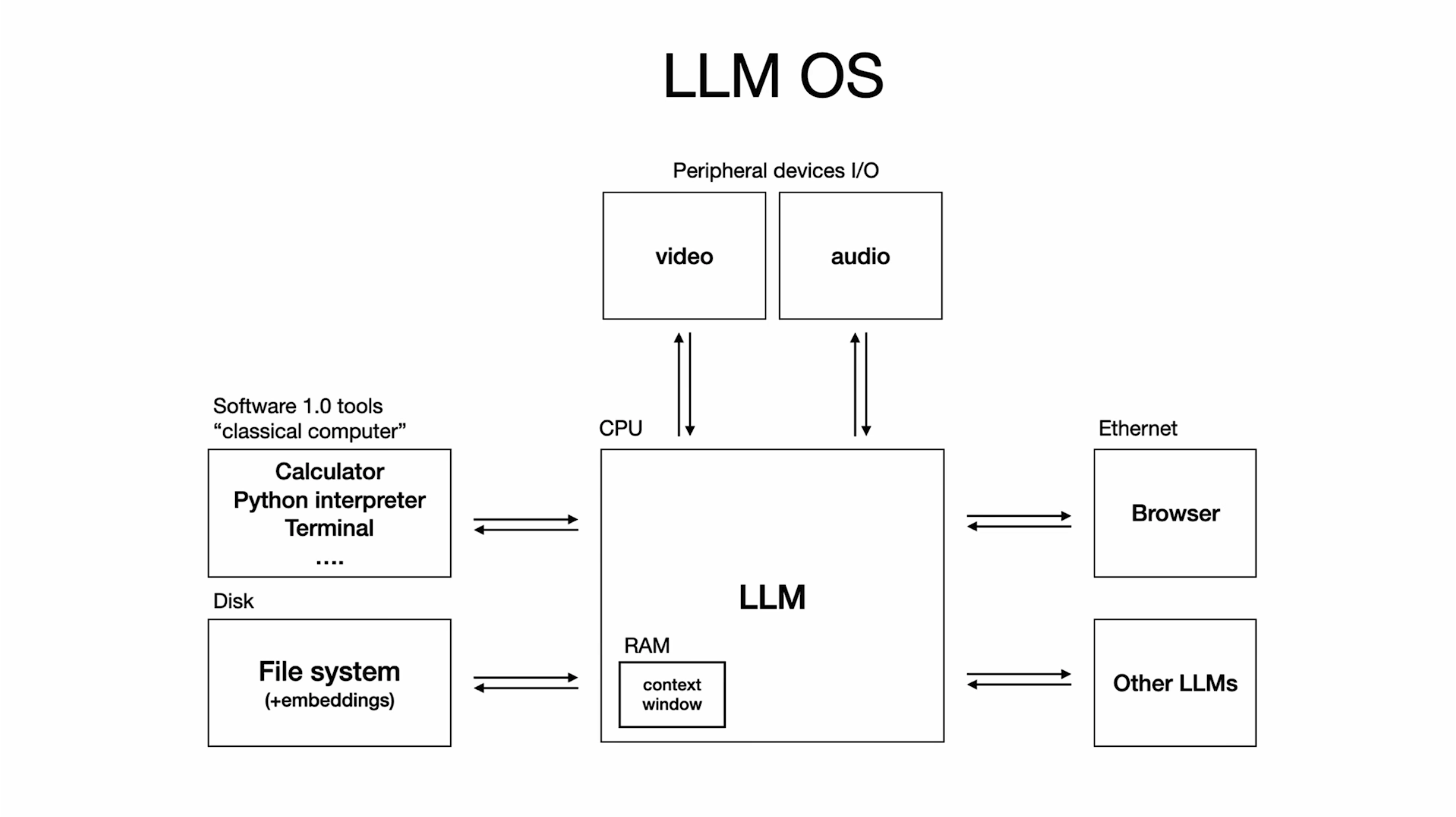 LLM OS
Peripheral devices I/O
video
audio
Software 1.0 tools
“classical computer”
Calculator
Python interpreter
Terminal
....
CPU
LLM
RAM
context
window
Ethernet
Browser
Disk
File system
(+embeddings)
Other LLMs